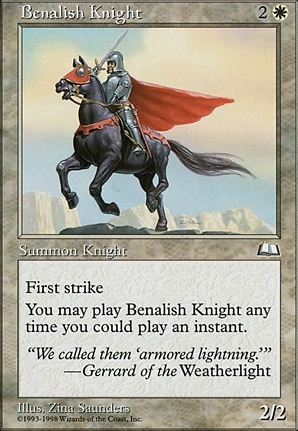 Benalish Knight 2
Summon Knight
First strike
You may play Benalish Knight any
time you could play an instant.
“We called them ‘armored lightning.’”
—Gerrard of the Weatherlight
Illus. Zina Saunders
©1993-1998 Wizards of the Coast, Inc.
2/2